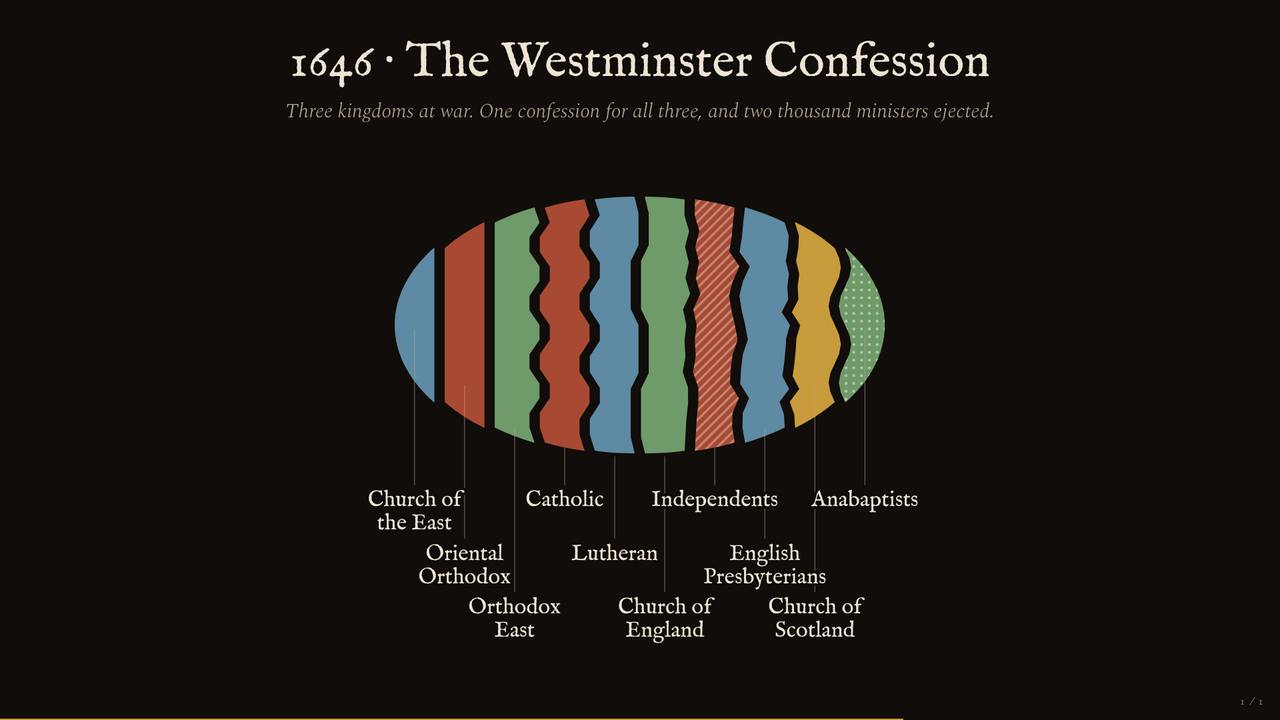 1646 · The Westminster Confession
Three kingdoms at war. One confession for all three, and two thousand ministers ejected.
Church of
the East
Catholic
Independents
Anabaptists
Oriental
Orthodox
Lutheran
English
Presbyterians
Orthodox
East
Church of
England
Church of
Scotland
1 / 1